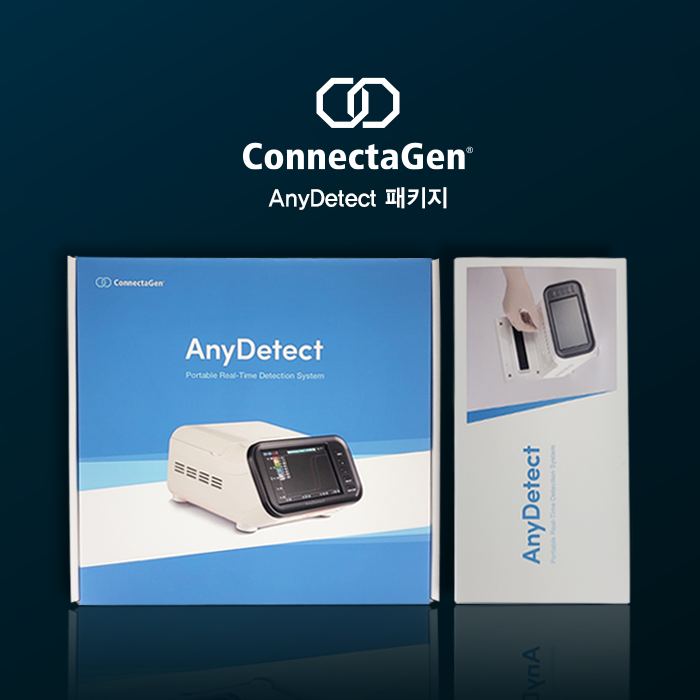 ConnectaGen®
AnyDetect 패키지
ConnectaGen
AnyDetect
Portable Real-Time Detection System
AnyDetect
Portable Real-Time Detection System